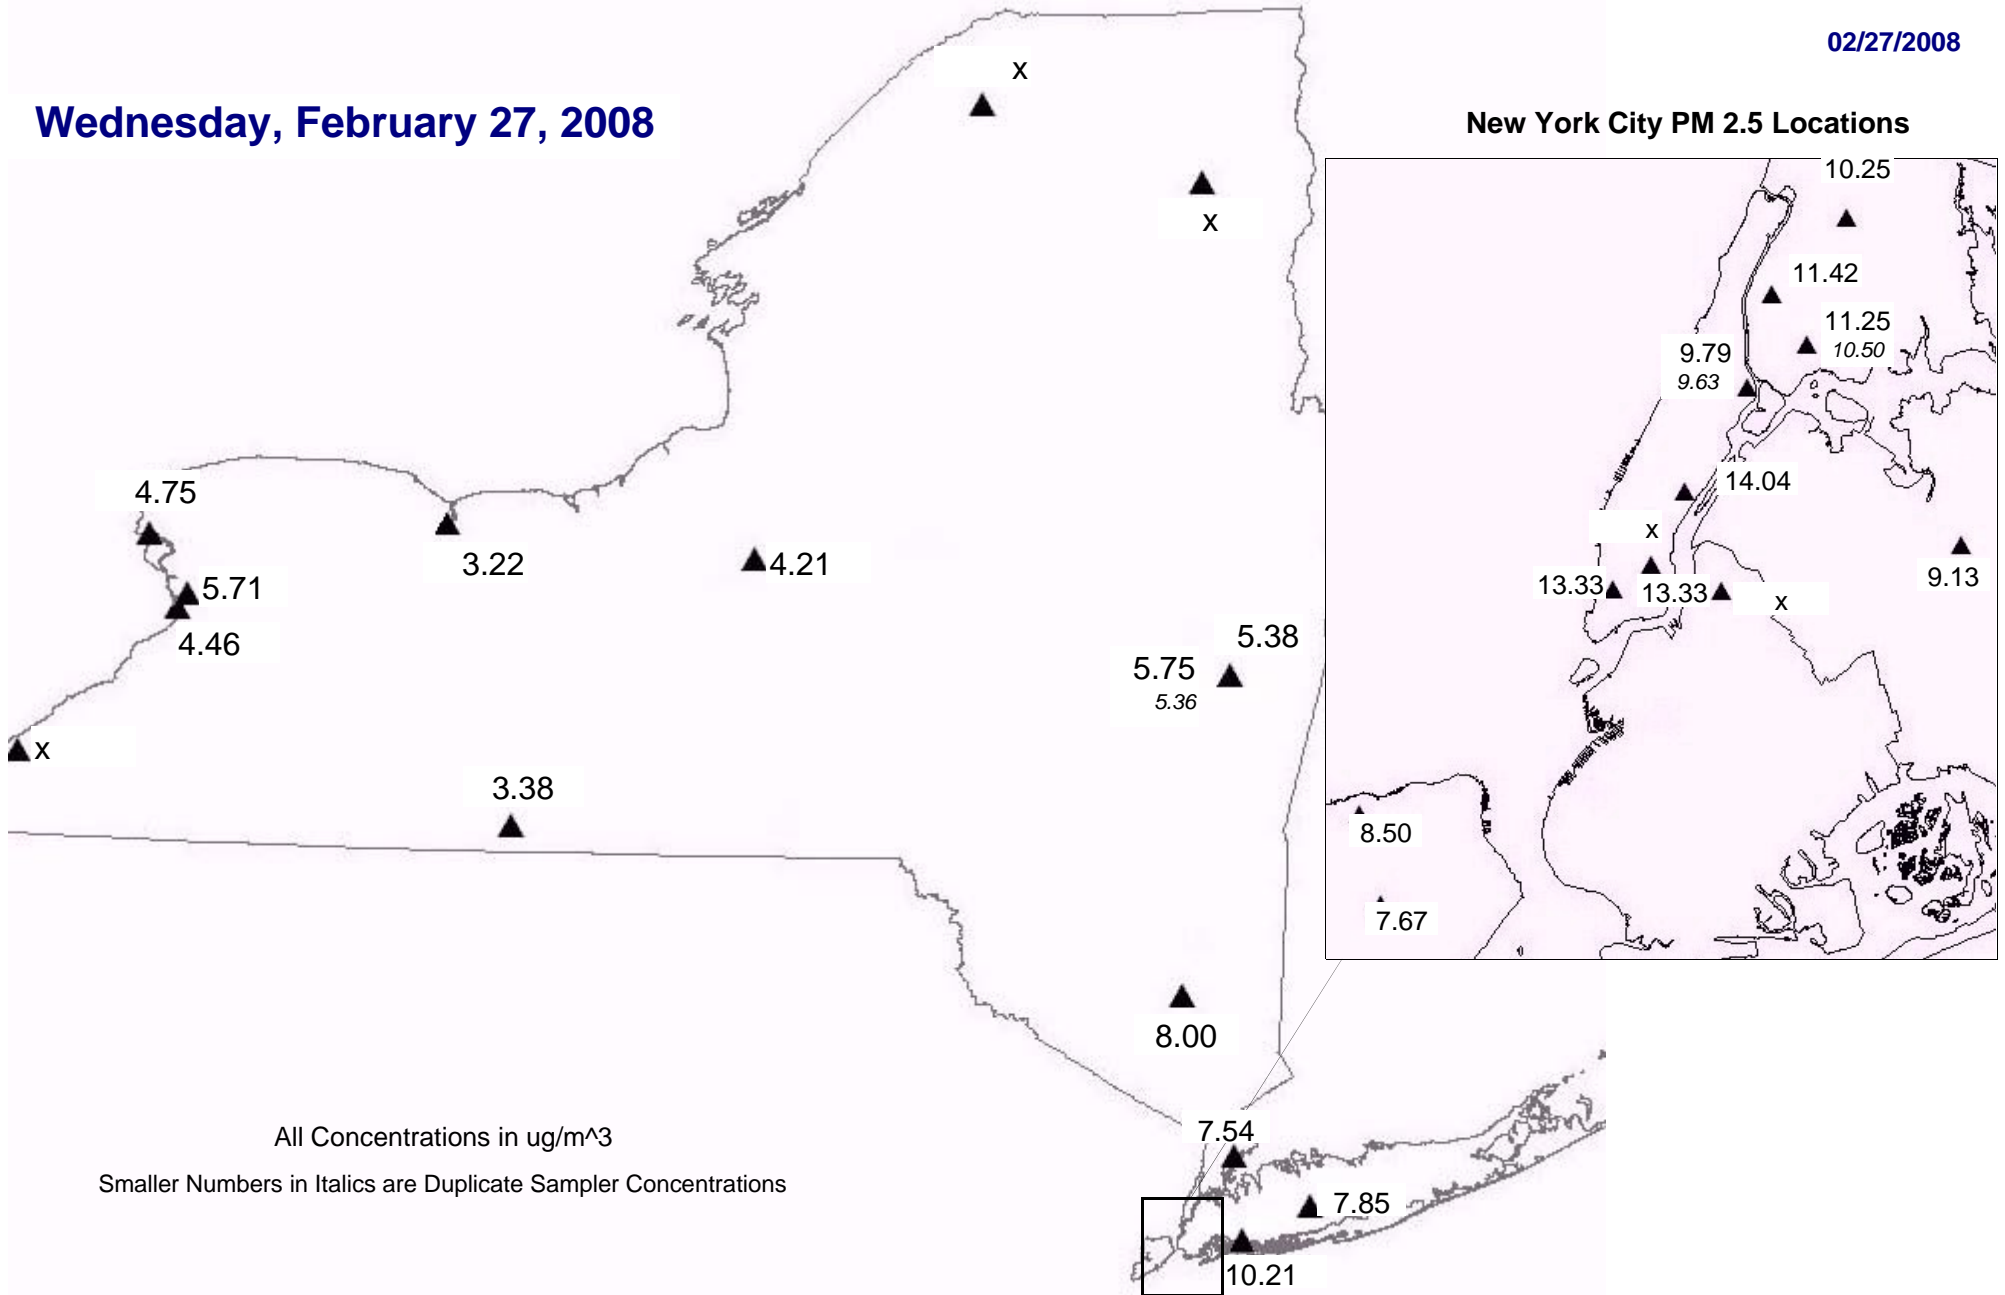 02/27/2008
Wednesday, February 27, 2008
New York City PM 2.5 Locations
x
x
10.25
11.42
11.25
10.50
9.79
9.63
14.04
x
13.33
13.33
x
9.13
8.50
7.67
4.75
3.22
4.21
5.71
4.46
5.38
5.75
5.36
x
3.38
8.00
7.54
7.85
10.21
All Concentrations in ug/m^3
Smaller Numbers in Italics are Duplicate Sampler Concentrations